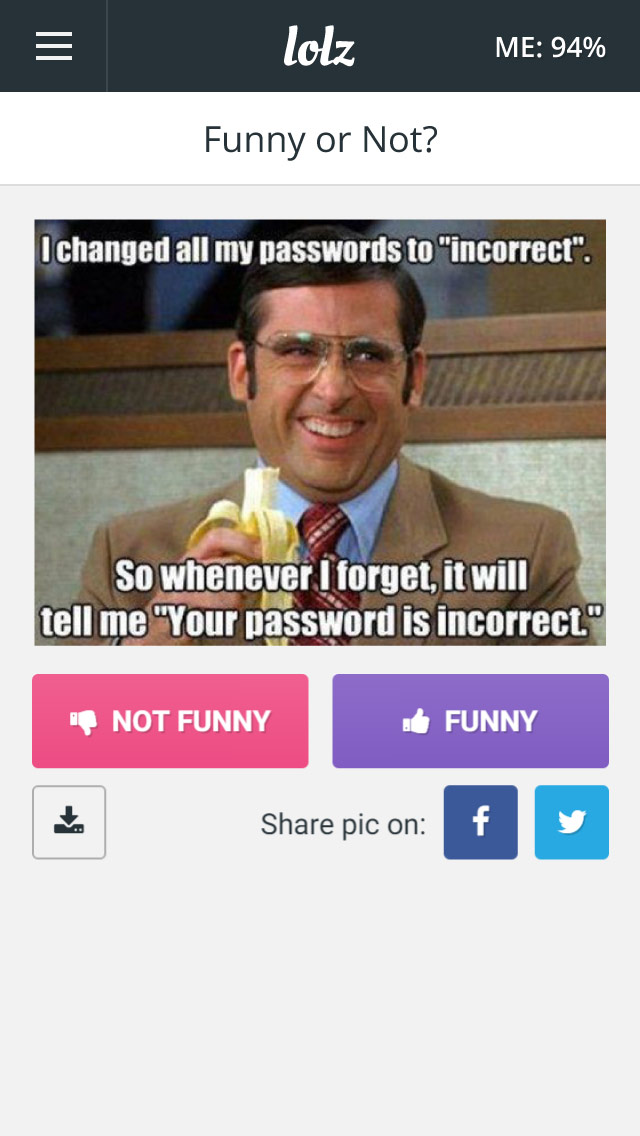 lolz
ME: 94%
Funny or Not?
I changed all my passwords to "incorrect".
So whenever I forget, it will
tell me "Your password is incorrect."
NOT FUNNY
FUNNY
Share pic on:
f